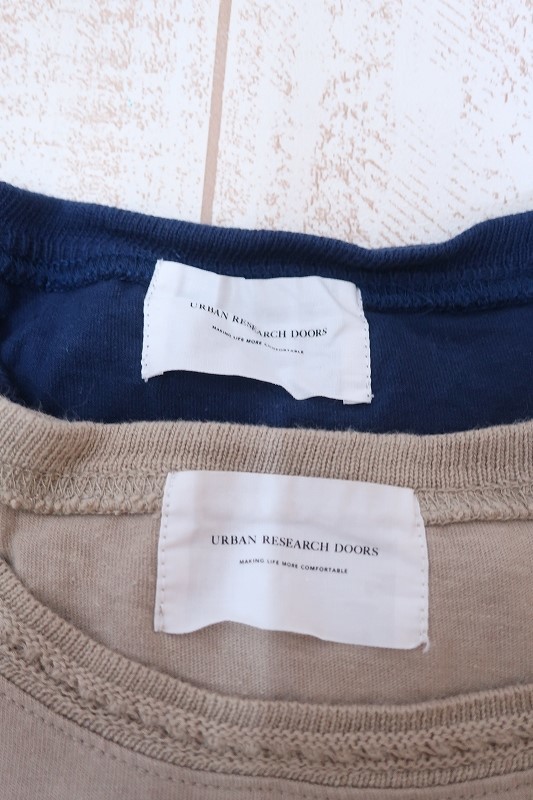 URBAN RESEARCH DOORS
MAKING LIFE MORE COMFORTABLE
URBAN RESEARCH DOORS
MAKING LIFE MORE COMFORTABLE